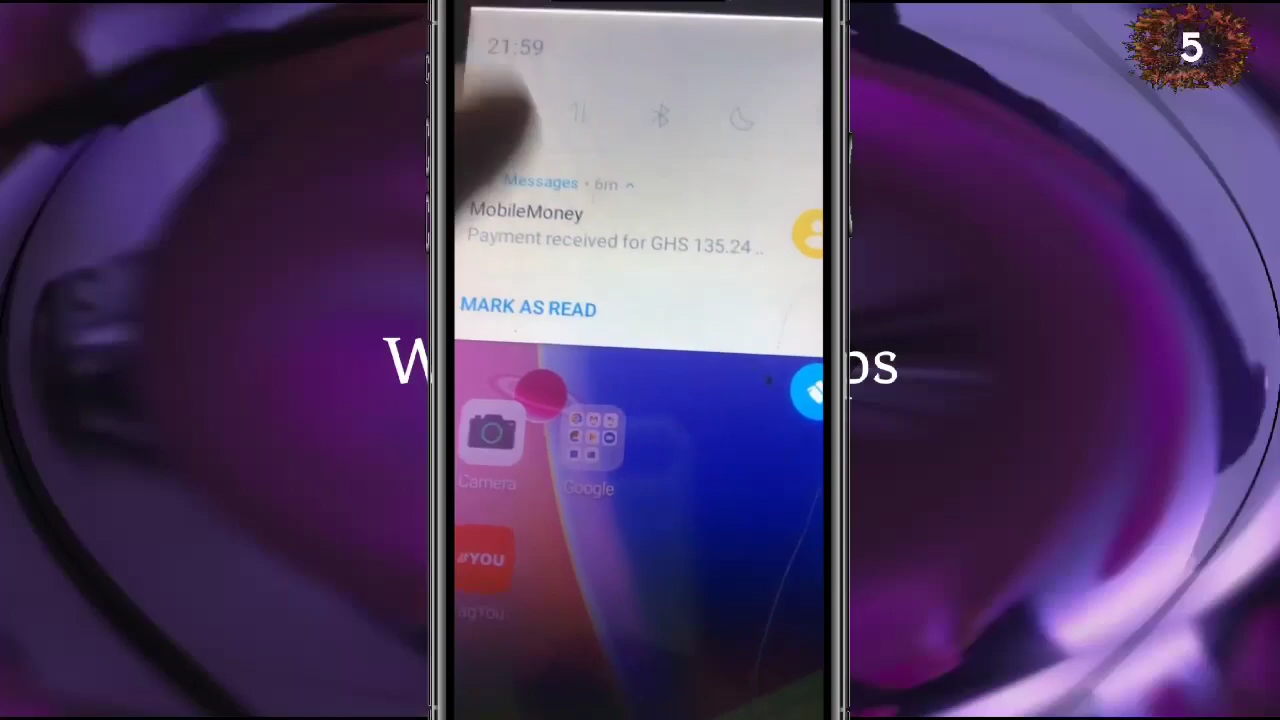 5
21:59
Messages • 6m
MobileMoney
Payment received for GHS 135.24 ..
MARK AS READ
Camera
Google
YOU